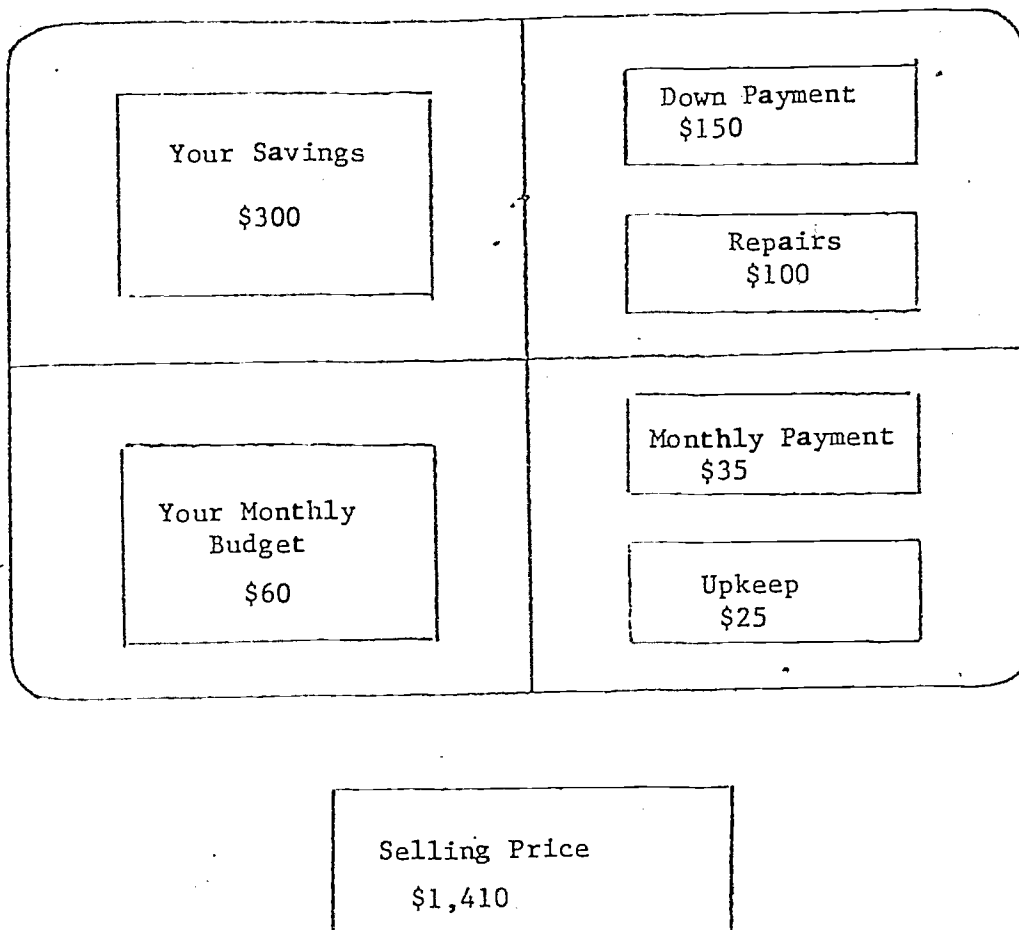 Your Savings
$300
Down Payment
$150
Repairs
$100
Your Monthly
Budget
$60
Monthly Payment
$35
Upkeep
$25
Selling Price
$1,410